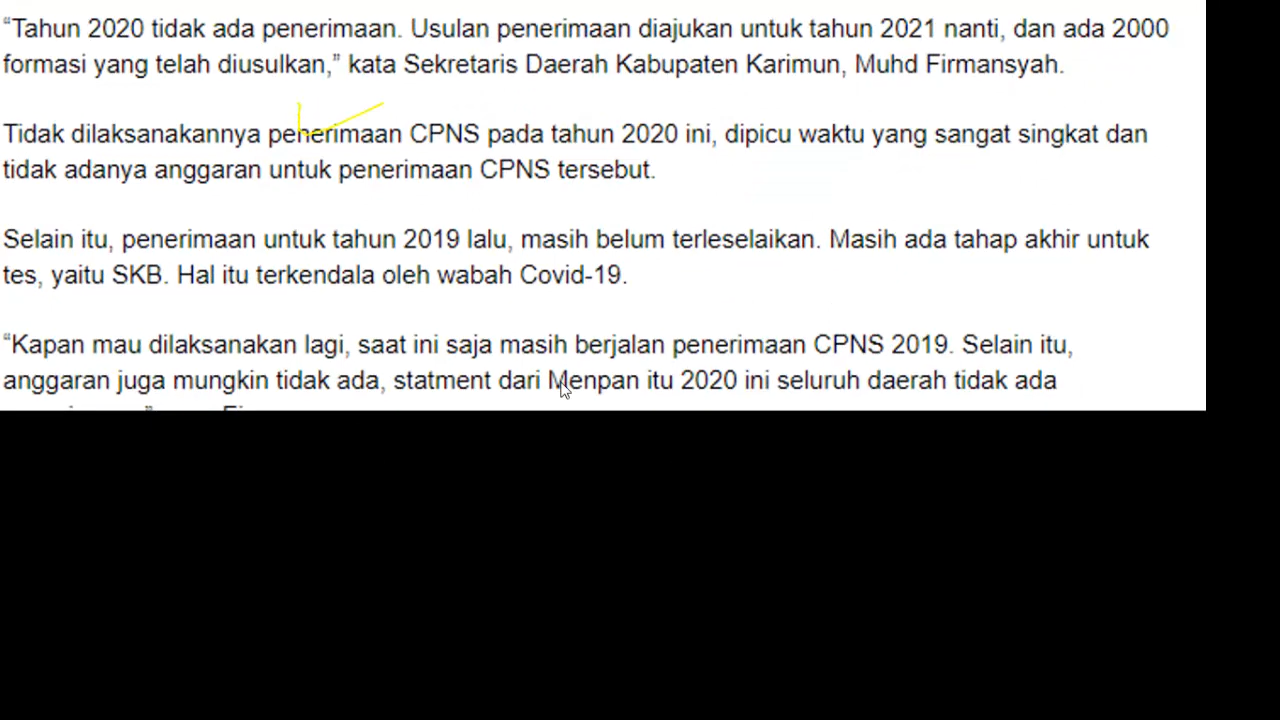 “Tahun 2020 tidak ada penerimaan. Usulan penerimaan diajukan untuk tahun 2021 nanti, dan ada 2000
formasi yang telah diusulkan,” kata Sekretaris Daerah Kabupaten Karimun, Muhd Firmansyah.
Tidak dilaksanakannya penerimaan CPNS pada tahun 2020 ini, dipicu waktu yang sangat singkat dan
tidak adanya anggaran untuk penerimaan CPNS tersebut.
Selain itu, penerimaan untuk tahun 2019 lalu, masih belum terleselaikan. Masih ada tahap akhir untuk
tes, yaitu SKB. Hal itu terkendala oleh wabah Covid-19.
“Kapan mau dilaksanakan lagi, saat ini saja masih berjalan penerimaan CPNS 2019. Selain itu,
anggaran juga mungkin tidak ada, statment dari Menpan itu 2020 ini seluruh daerah tidak ada